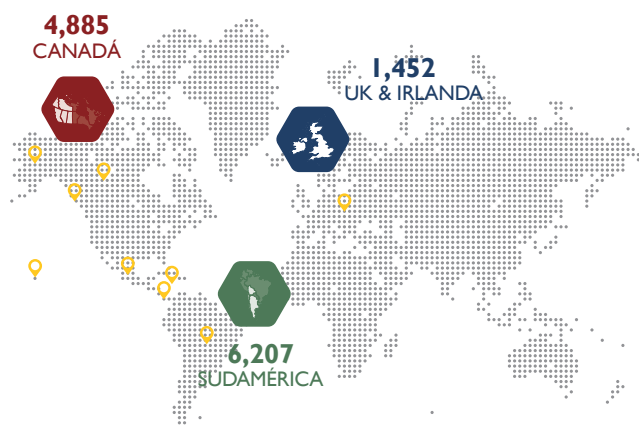 4,885
CANADÁ
1,452
UK & IRLANDA
6,207
SUDAMÉRICA